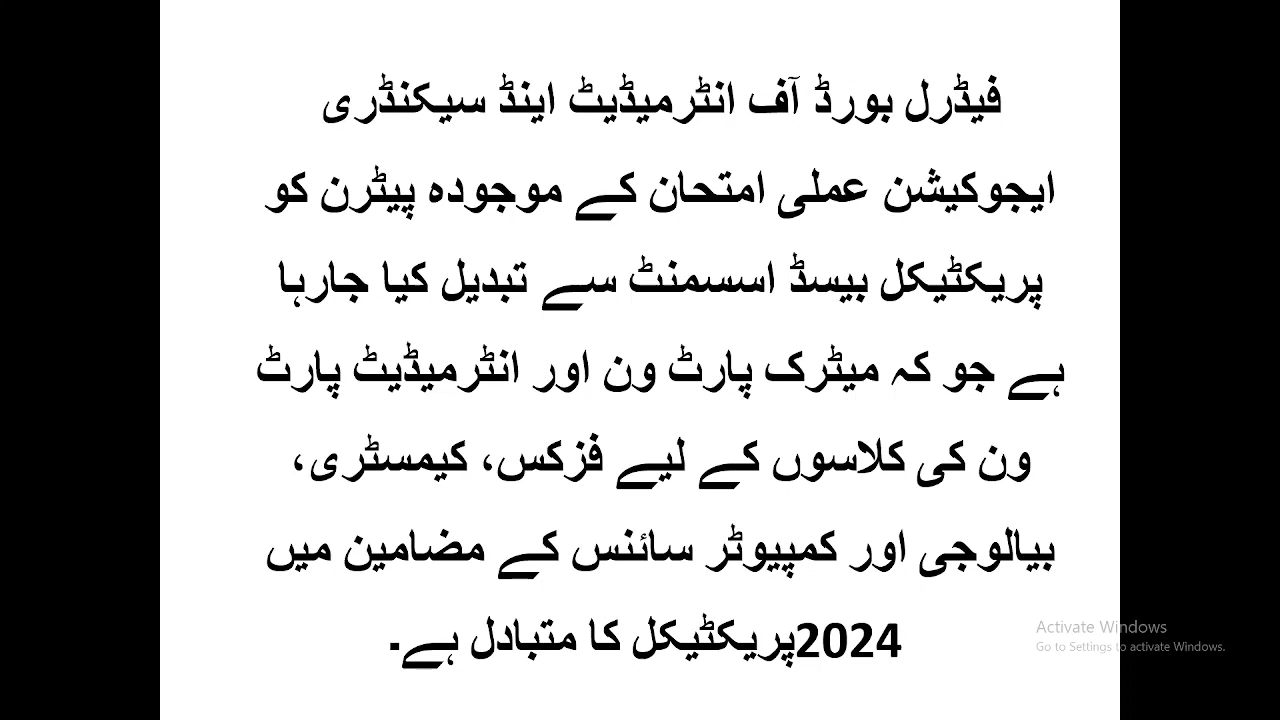 فیڈرل بورڈ آف انٹرمیڈیٹ اینڈ سیکنڈری
ایجوکیشن عملی امتحان کے موجودہ پیٹرن کو
پریکٹیکل بیسڈ اسسمنٹ سے تبدیل کیا جارہا
ہے جو کہ میٹرک پارٹ ون اور انٹرمیڈیٹ پارٹ
ون کی کلاسوں کے لیے فزکس، کیمسٹری،
بیالوجی اور کمپیوٹر سائنس کے مضامین میں
2024پریکٹیکل کا متبادل ہے۔
Activate Windows
Go to Settings to activate Windows.